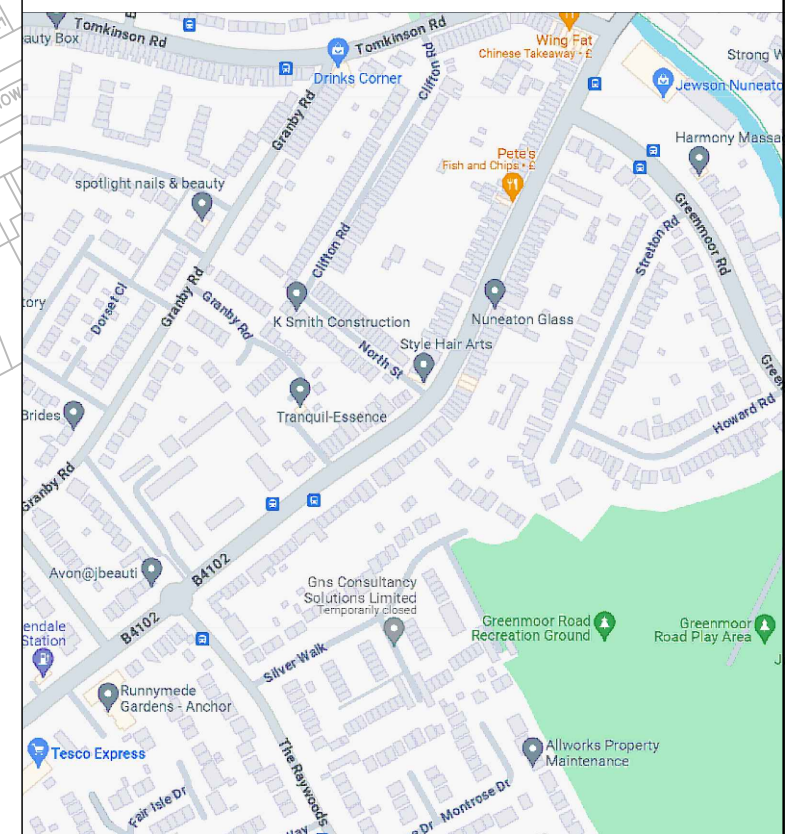 Tomkinson Rd
Tomkinson Rd
auty Box
Drinks Corner
Wing Fat
Chinese Takeaway • £
Strong W
Jewson Nuneato
Clifton Rd
Granby Rd
Harmony Massa
Pete's
Fish and Chips • £
spotlight nails & beauty
Greenmoor Rd
Stretton Rd
Clifton Rd
Dorset Cl
Granby Rd
Granby Rd
tory
K Smith Construction
Nuneaton Glass
North St
Style Hair Arts
Gree
Brides
Tranquil-Essence
Howard Rd
Granby Rd
Avon@jbeauti
B4102
Gns Consultancy
Solutions Limited
Temporarily closed
B4102
endale
Station
Greenmoor Road
Recreation Ground
Greenmoor
Road Play Area
J
Silver Walk
Runnymede
Gardens - Anchor
Tesco Express
The Raywoods
Allworks Property
Maintenance
Fair Isle Dr
Montrose Dr
e Dr
Way